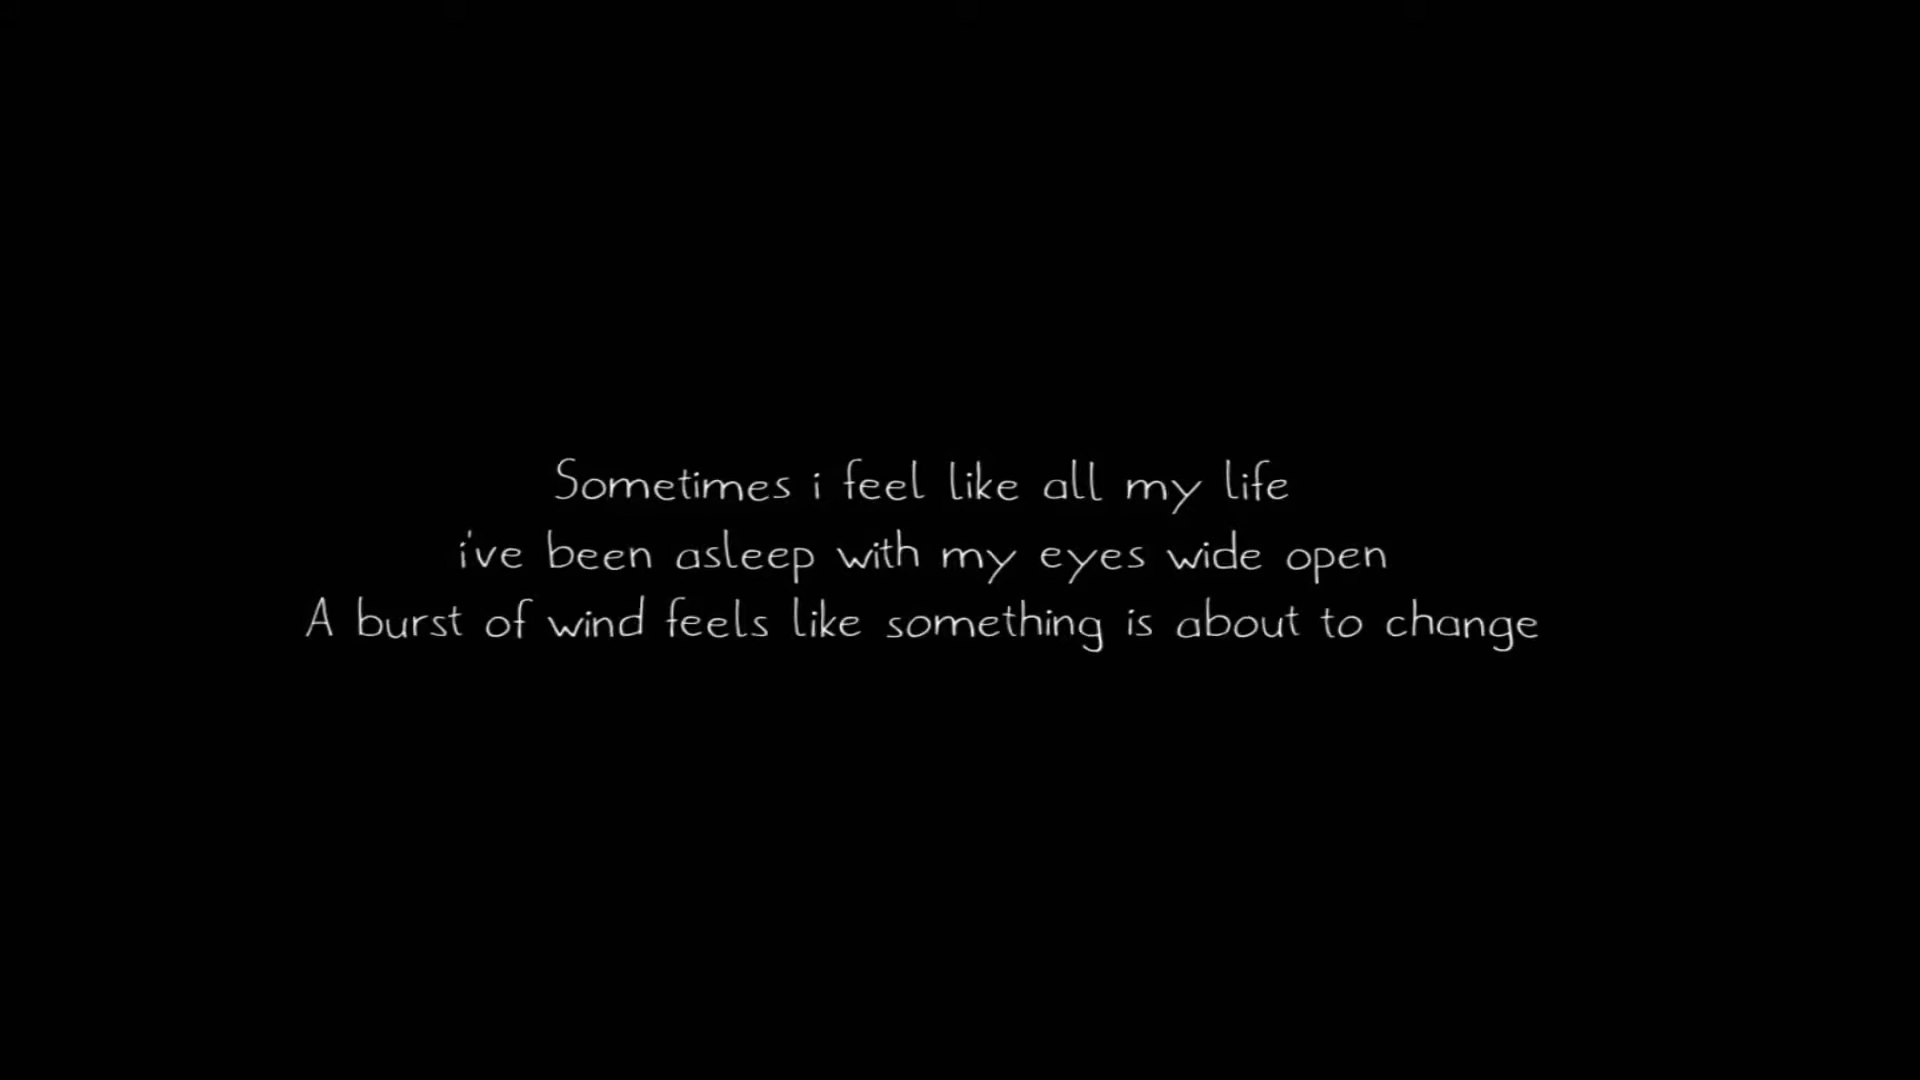 Sometimes i feel like all my life
i've been asleep with my eyes wide open
A burst of wind feels like something is about to change